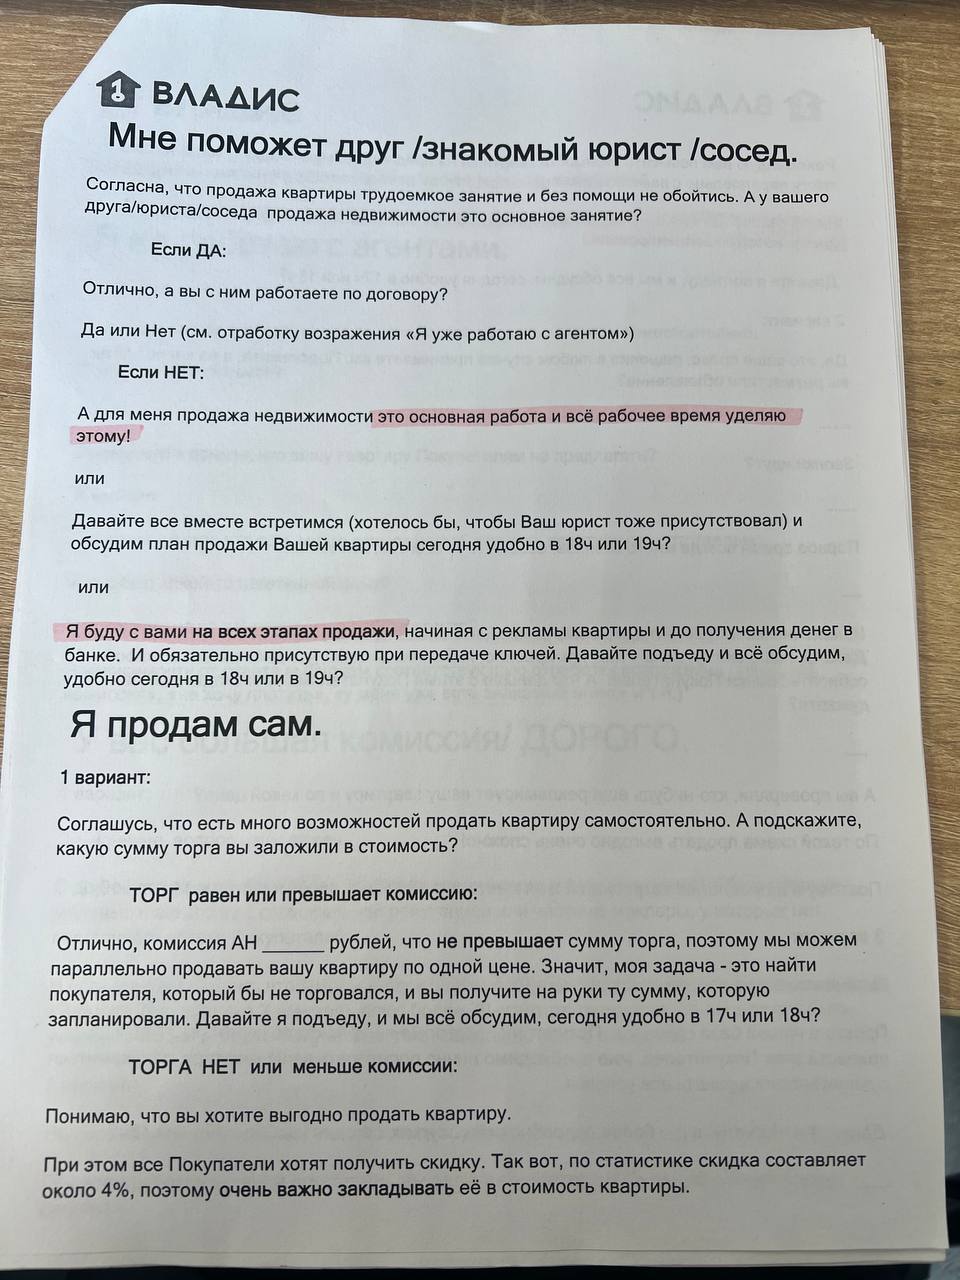 ВЛАДИС
Мне поможет друг /знакомый юрист /сосед.
Согласна, что продажа квартиры трудоемкое занятие и без помощи не обойтись. А у вашего
друга/юриста/соседа продажа недвижимости это основное занятие?
Если ДА:
Отлично, а вы с ним работаете по договору?
Да или Нет (см. отработку возражения «Я уже работаю с агентом»)
Если НЕТ:
А для меня продажа недвижимости это основная работа и всё рабочее время уделяю
этому!
или
Давайте все вместе встретимся (хотелось бы, чтобы Ваш юрист тоже присутствовал) и
обсудим план продажи Вашей квартиры сегодня удобно в 18ч или 19ч?
или
Я буду с вами на всех этапах продажи, начиная с рекламы квартиры и до получения денег в
банке. И обязательно присутствую при передаче ключей. Давайте подъеду и всё обсудим,
удобно сегодня в 18ч или в 19ч?
Я продам сам.
1 вариант:
Соглашусь, что есть много возможностей продать квартиру самостоятельно. А подскажите,
какую сумму торга вы заложили в стоимость?
ТОРГ равен или превышает комиссию:
Отлично, комиссия АН ______ рублей, что не превышает сумму торга, поэтому мы можем
параллельно продавать вашу квартиру по одной цене. Значит, моя задача - это найти
покупателя, который бы не торговался, и вы получите на руки ту сумму, которую
запланировали. Давайте я подъеду, и мы всё обсудим, сегодня удобно в 17ч или 18ч?
ТОРГА НЕТ или меньше комиссии:
Понимаю, что вы хотите выгодно продать квартиру.
При этом все Покупатели хотят получить скидку. Так вот, по статистике скидка составляет
около 4%, поэтому очень важно закладывать её в стоимость квартиры.